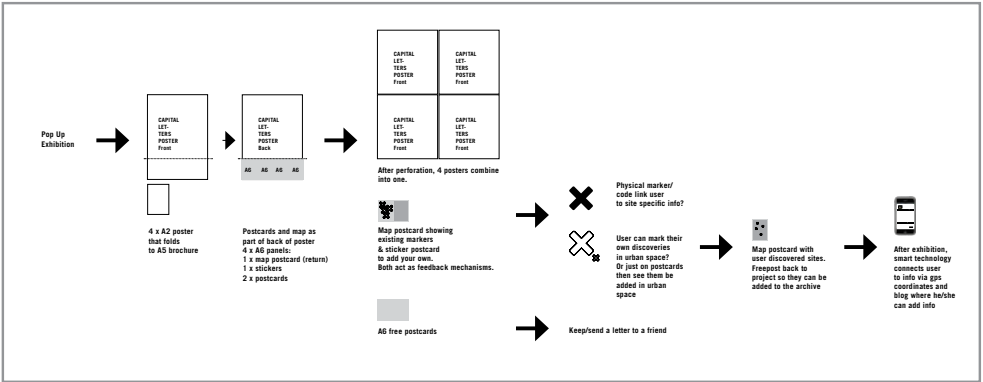 Pop Up
Exhibition
CAPITAL
LET-
TERS
POSTER
Front
4 x A2 poster
that folds
to A5 brochure
CAPITAL
LET-
TERS
POSTER
Back
A6 A6 A6 A6
Postcards and map as
part of back of poster
4 x A6 panels:
1 x map postcard (return)
1 x stickers
2 x postcards
CAPITAL
LET-
TERS
POSTER
Front
CAPITAL
LET-
TERS
POSTER
Front
CAPITAL
LET-
TERS
POSTER
Front
CAPITAL
LET-
TERS
POSTER
Front
After perforation, 4 posters combine
into one.
Map postcard showing
existing markers
& sticker postcard
to add your own.
Both act as feedback mechanisms.
A6 free postcards
Physical marker/
code link user
to site specific info?
User can mark their
own discoveries
in urban space?
Or just on postcards
then see them be
added in urban
space
Keep/send a letter to a friend
Map postcard with
user discovered sites.
Freepost back to
project so they can be
added to the archive
After exhibition,
smart technology
connects user
to info via gps
coordinates and
blog where he/she
can add info